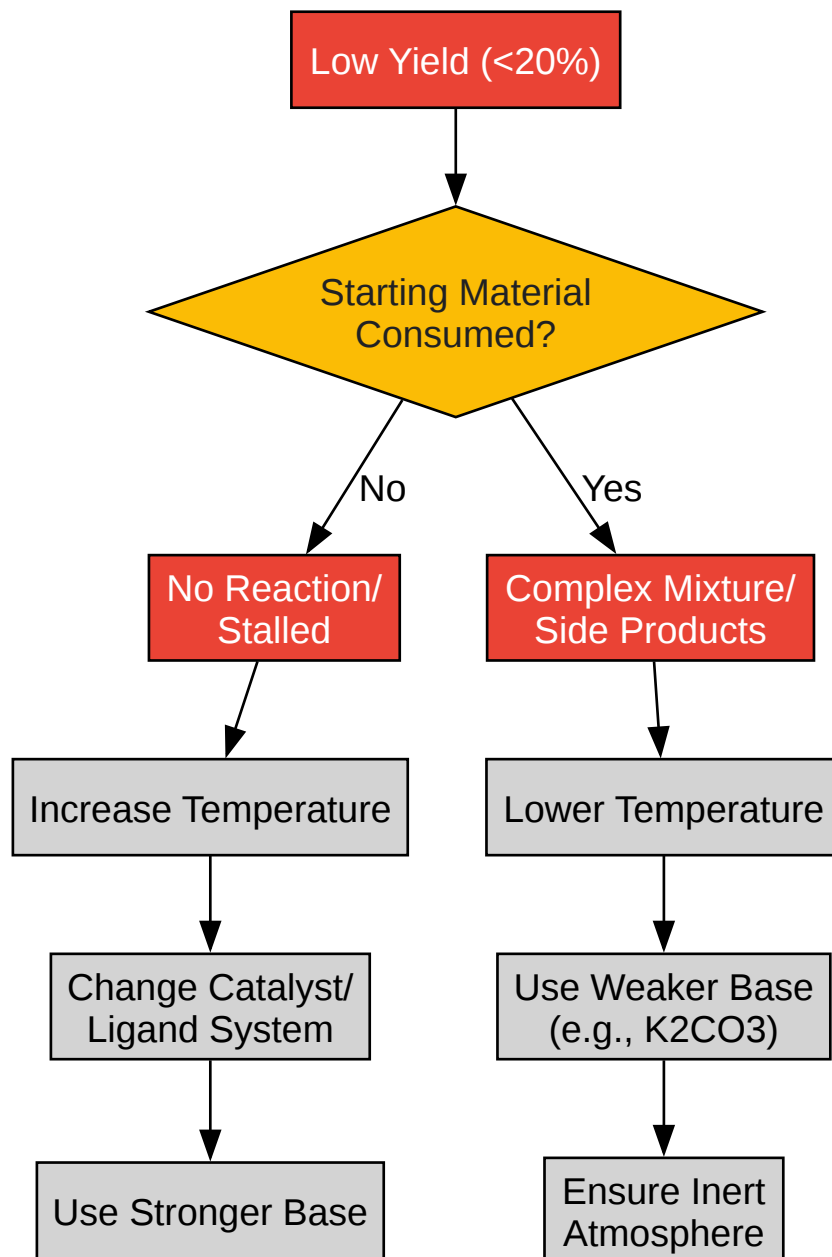 Low Yield (<20%)
Starting Material
Consumed?
No
Yes
No Reaction/
Stalled
Complex Mixture/
Side Products
Increase Temperature
Lower Temperature
Change Catalyst/
Ligand System
Use Weaker Base
(e.g., K2CO3)
Use Stronger Base
Ensure Inert
Atmosphere